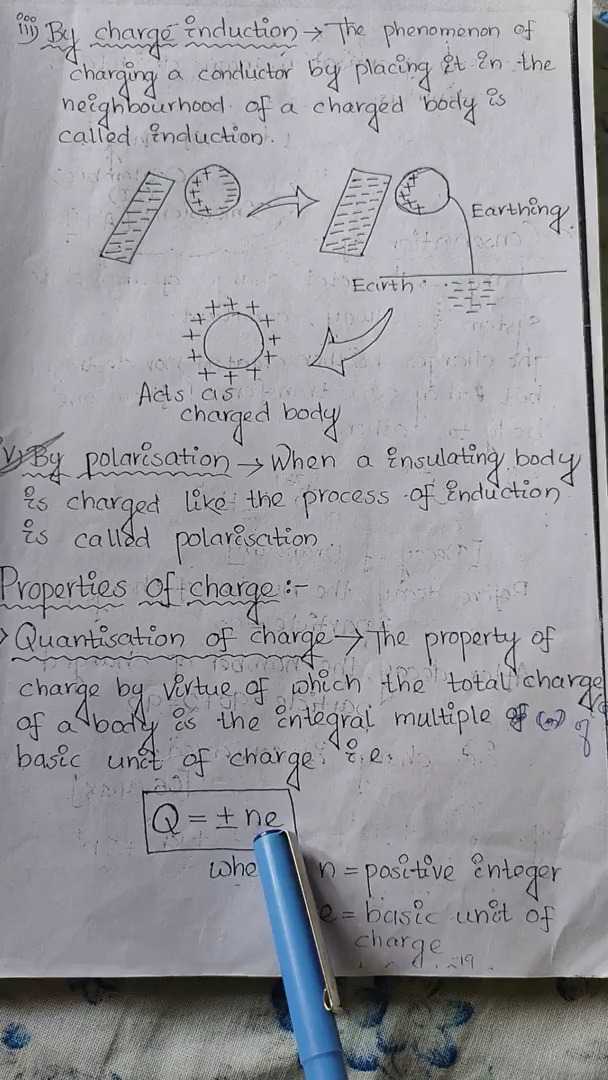 iii) By charge induction → The phenomenon of
charging a conductor by placing it in the
neighbourhood of a charged body is
called induction.
Earthing
Earth
Acts as
charged body
By polarisation → When a insulating body
is charged like the process of induction
is called polarisation.
Properties of charge :-
Quantisation of charge → The property of
charge by virtue of which the total charge
of a body is the integral multiple of (n) of
basic unit of charge. i.e.
Q = ± ne
n = positive integer
e = basic unit of
charge